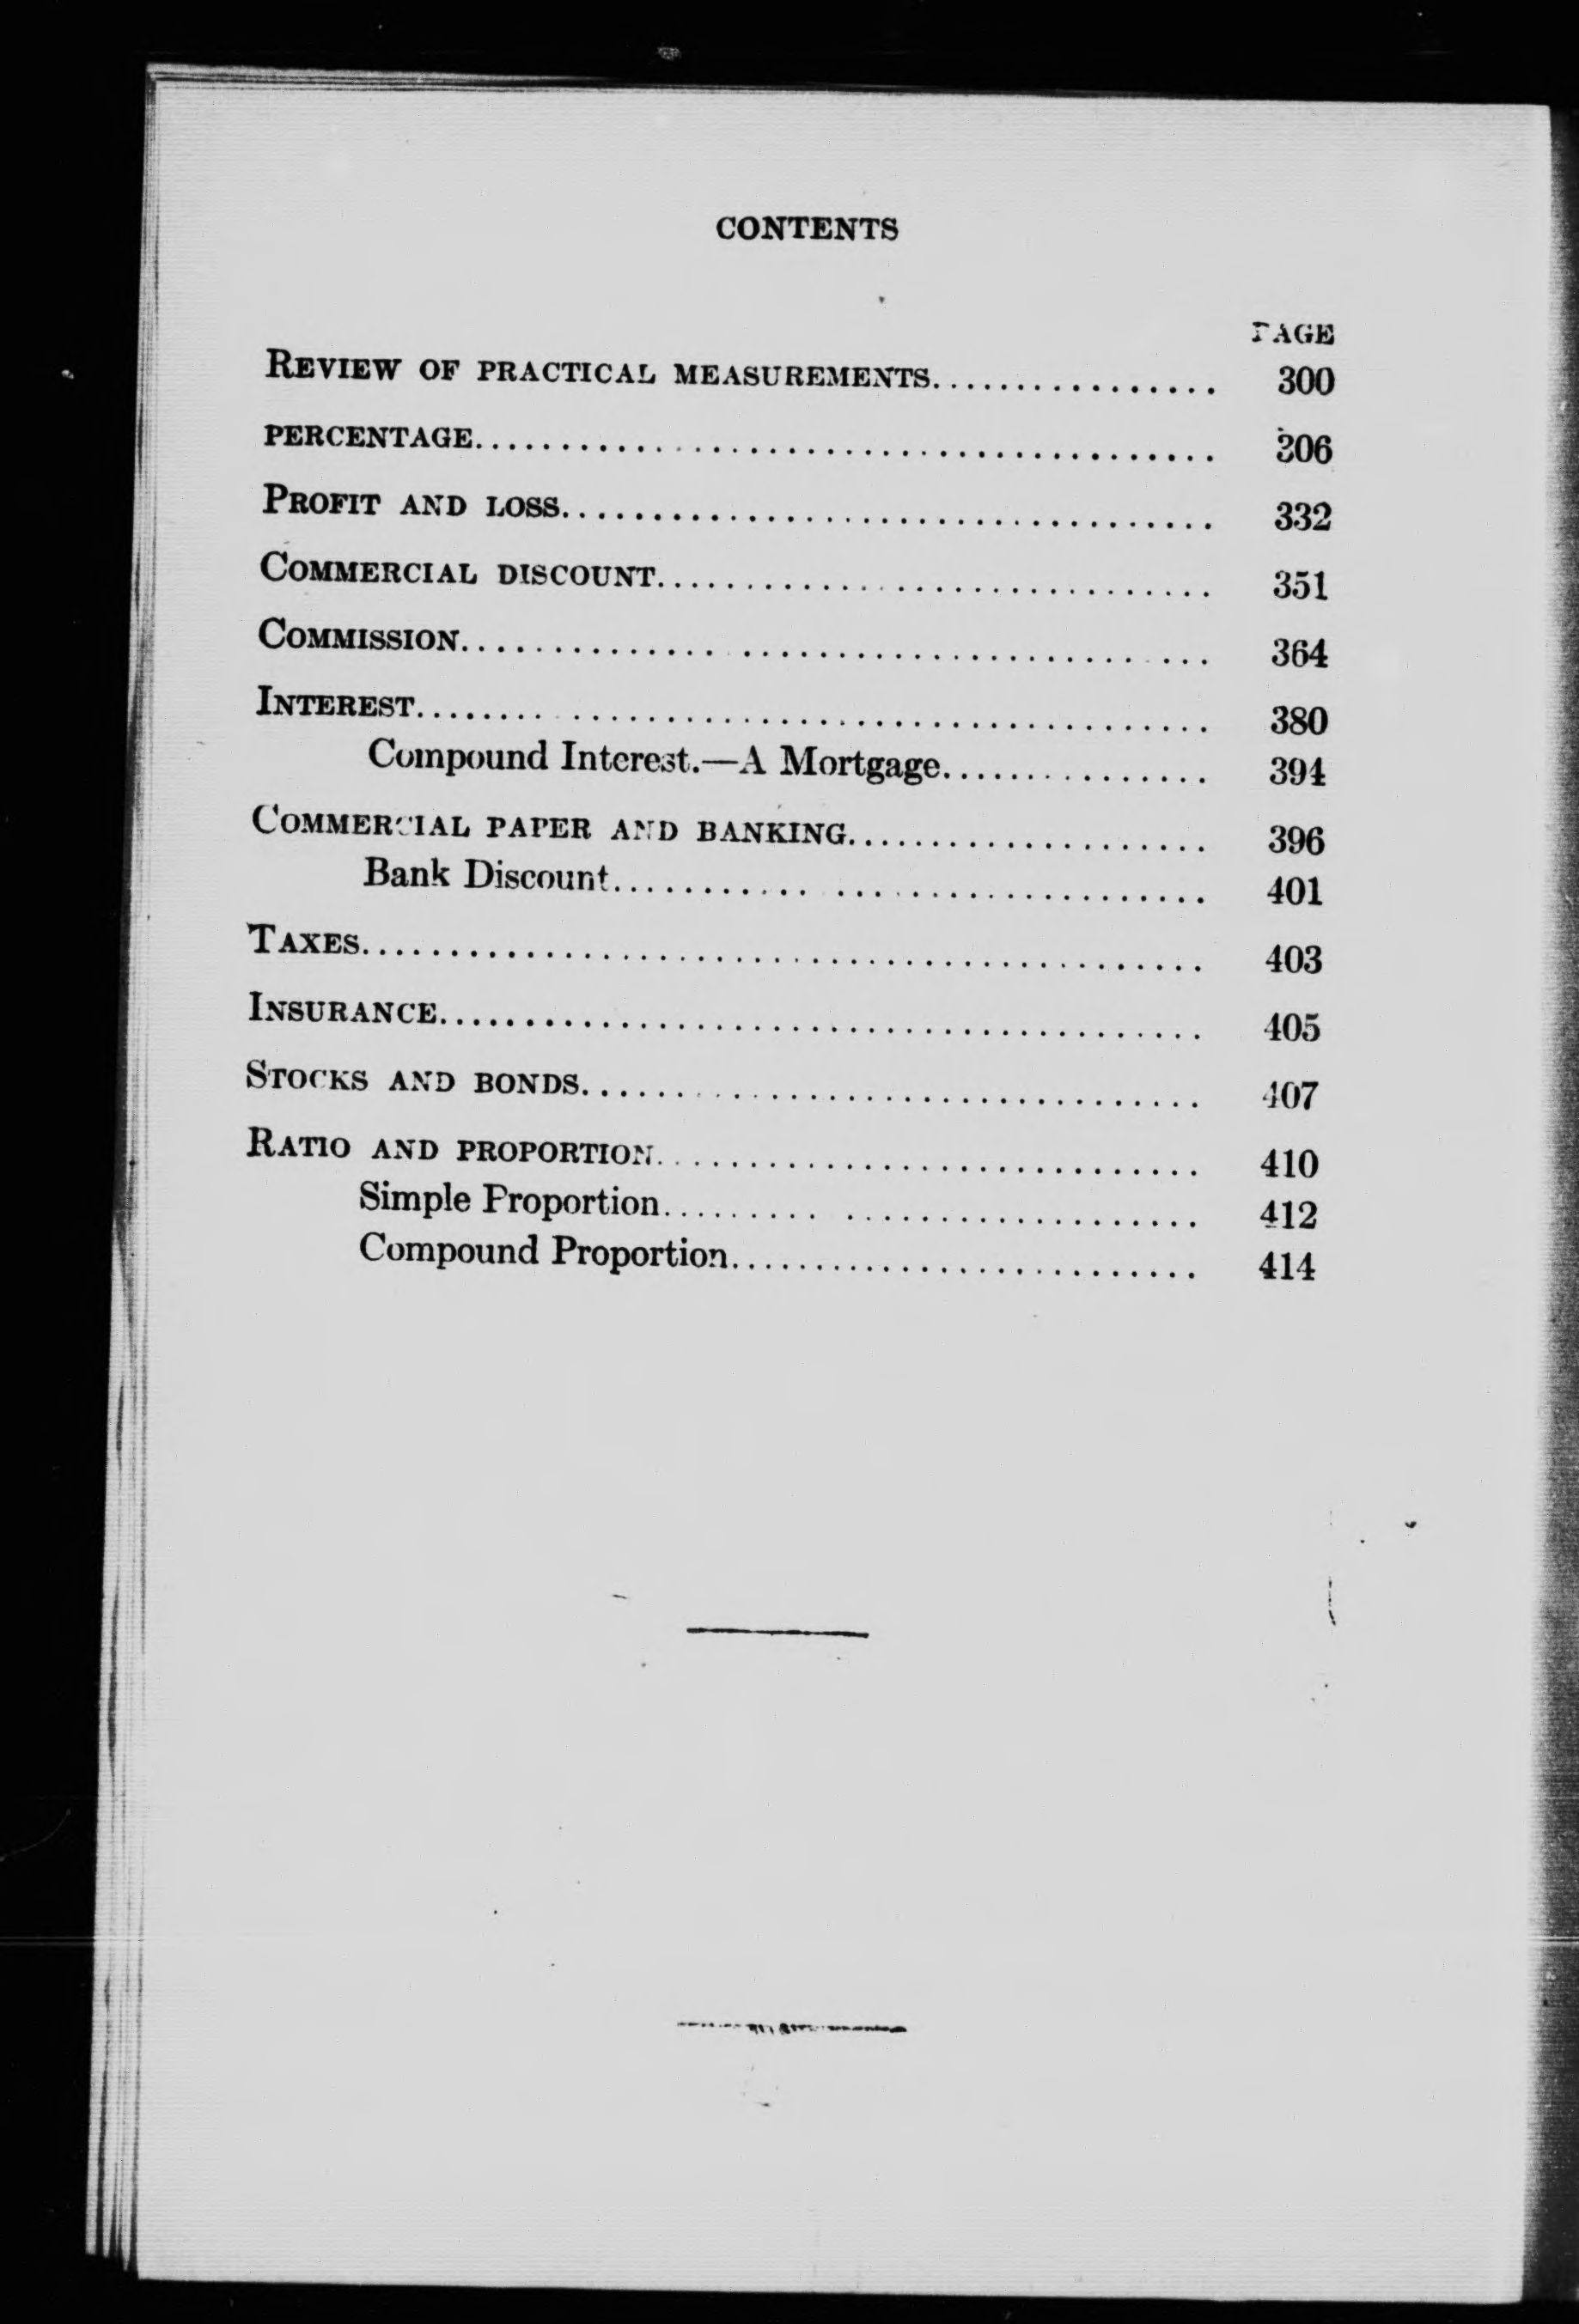 CONTENTS
PAGE
REVIEW OF PRACTICAL MEASUREMENTS................ 300
PERCENTAGE........................................ 306
PROFIT AND LOSS.................................... 332
COMMERCIAL DISCOUNT............................... 351
COMMISSION......................................... 364
INTEREST............................................ 380
Compound Interest.—A Mortgage............... 394
COMMERCIAL PAPER AND BANKING..................... 396
Bank Discount.................................. 401
TAXES............................................... 403
INSURANCE.......................................... 405
STOCKS AND BONDS.................................. 407
RATIO AND PROPORTION.............................. 410
Simple Proportion............................... 412
Compound Proportion........................... 414